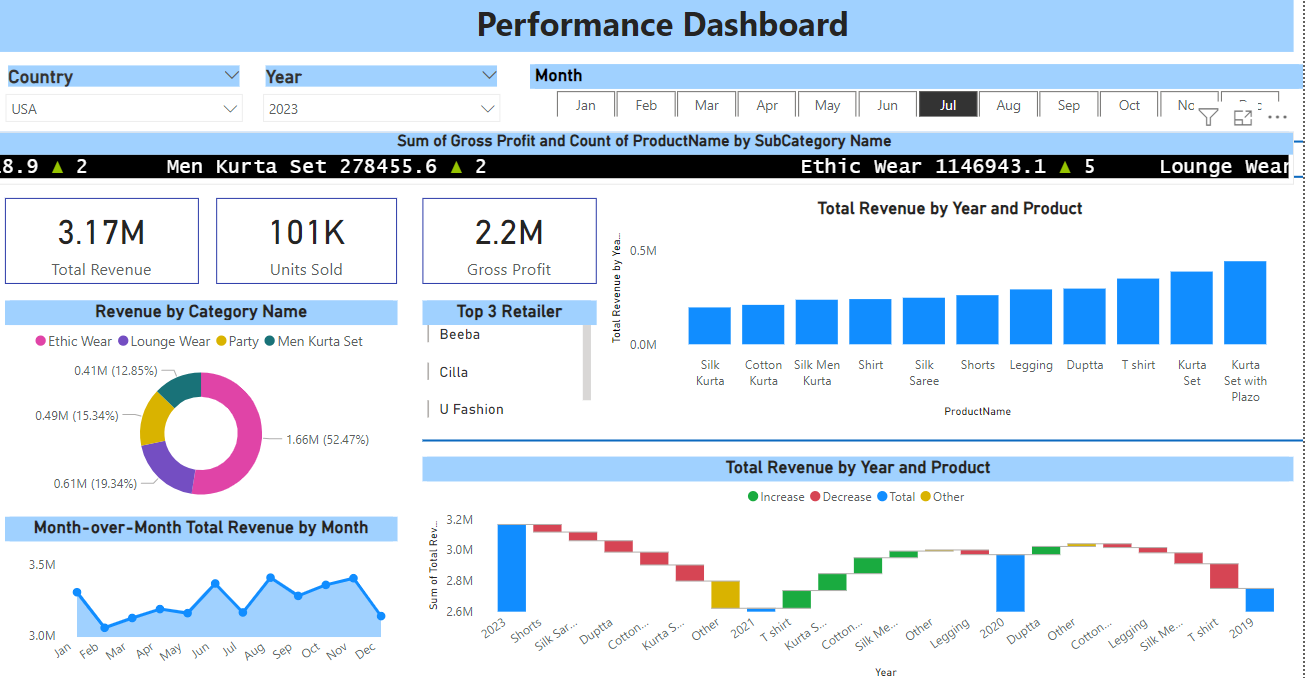 Performance Dashboard
Country
Year
Month
USA
2023
Jan Feb Mar Apr May Jun Jul Aug Sep Oct
Sum of Gross Profit and Count of ProductName by SubCategory Name
8.9 ▲ 2 Men Kurta Set 278455.6 ▲ 2 Ethic Wear 1146943.1 ▲ 5 Lounge Wear
3.17M
Total Revenue
101K
Units Sold
2.2M
Gross Profit
Total Revenue by Year and Product
Total Revenue by Yea...
0.5M
0.0M
Silk Kurta
Cotton Kurta
Silk Men Kurta
Shirt
Silk Saree
Shorts
Legging
Duptta
T shirt
Kurta Set
Kurta Set with Plazo
ProductName
Revenue by Category Name
Ethic Wear Lounge Wear Party Men Kurta Set
0.41M (12.85%)
0.49M (15.34%)
1.66M (52.47%)
0.61M (19.34%)
Top 3 Retailer
Beeba
Cilla
U Fashion
Month-over-Month Total Revenue by Month
3.5M
3.0M
Jan Feb Mar Apr May Jun Jul Aug Sep Oct Nov Dec
Total Revenue by Year and Product
Increase Decrease Total Other
Sum of Total Rev...
3.2M
3.0M
2.8M
2.6M
2023 Shorts Silk Sar... Duptta Cotton... Kurta S... Other 2021 T shirt Kurta S... Cotton... Silk Me... Other Legging 2020 Duptta Other Cotton... Legging Silk Me... T shirt 2019
Year